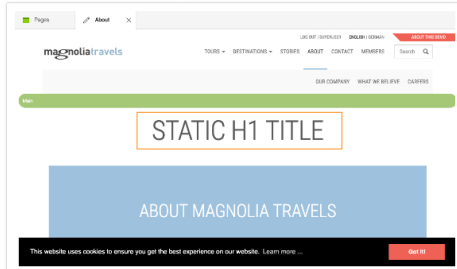 Pages About ×
LOG OUT (SUPERUSER) ENGLISH | GERMAN ABOUT THIS DEMO
magnoliatravels TOURS DESTINATIONS STORIES ABOUT CONTACT MEMBERS Search
OUR COMPANY WHAT WE BELIEVE CAREERS
Main
STATIC H1 TITLE
ABOUT MAGNOLIA TRAVELS
This website uses cookies to ensure you get the best experience on our website. Learn more ... Got it!